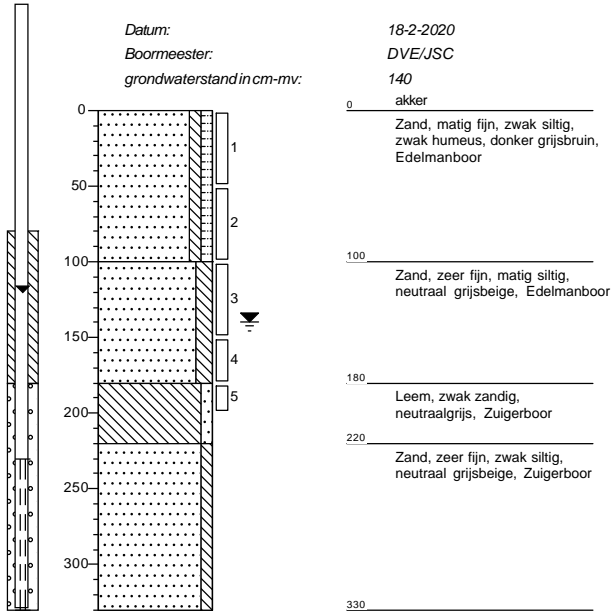 Datum: 18-2-2020
Boormeester: DVE/JSC
grondwaterstand in cm-mv: 140
0 akker
Zand, matig fijn, zwak siltig,
zwak humeus, donker grijsbruin,
Edelmanboor
100
Zand, zeer fijn, matig siltig,
neutraal grijsbeige, Edelmanboor
180
Leem, zwak zandig,
neutraalgrijs, Zuigerboor
220
Zand, zeer fijn, zwak siltig,
neutraal grijsbeige, Zuigerboor
330
0
50
100
150
200
250
300
1
2
3
4
5